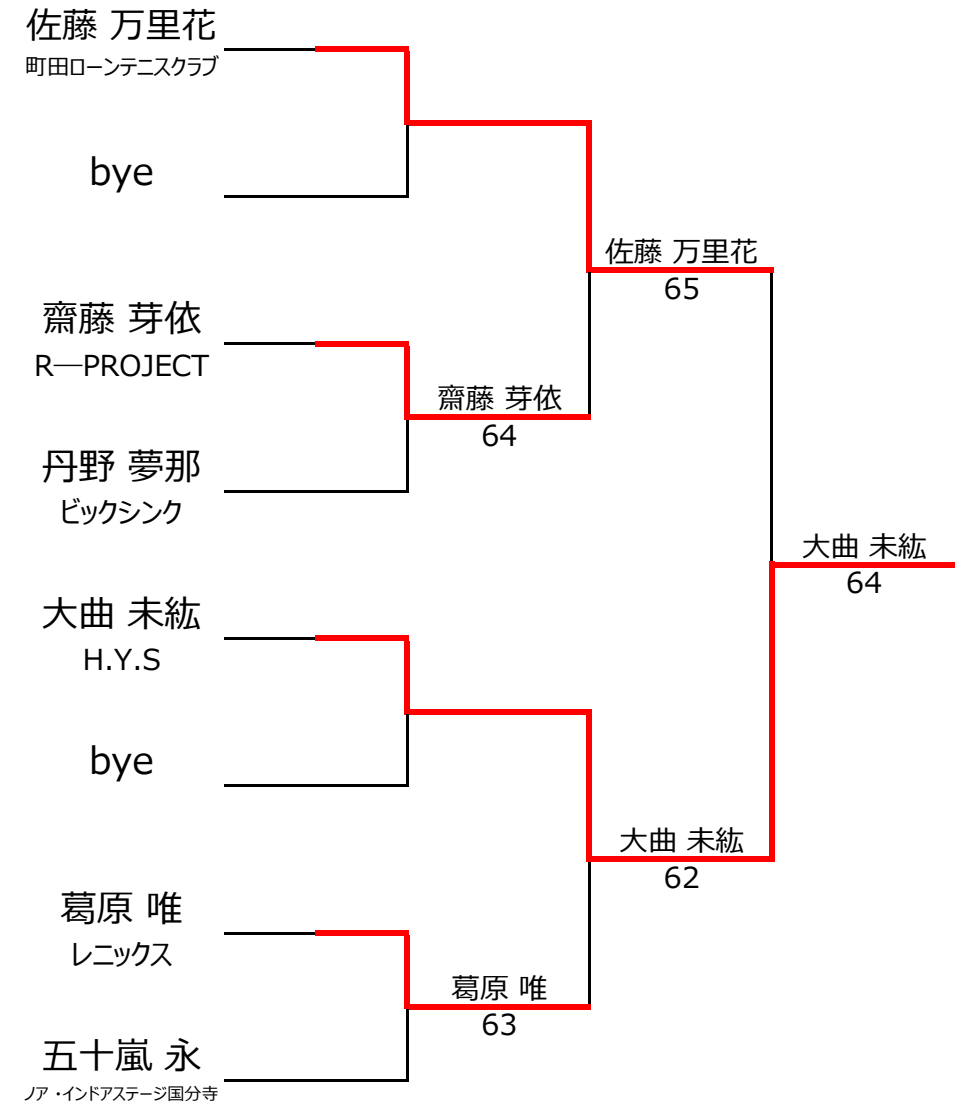 佐藤 万里花
町田ローンテニスクラブ
bye
佐藤 万里花
65
齋藤 芽依
R―PROJECT
齋藤 芽依
64
丹野 夢那
ビックシンク
大曲 未紘
64
大曲 未紘
H.Y.S
bye
大曲 未紘
62
葛原 唯
レニックス
葛原 唯
63
五十嵐 永
ノア・インドアステージ国分寺